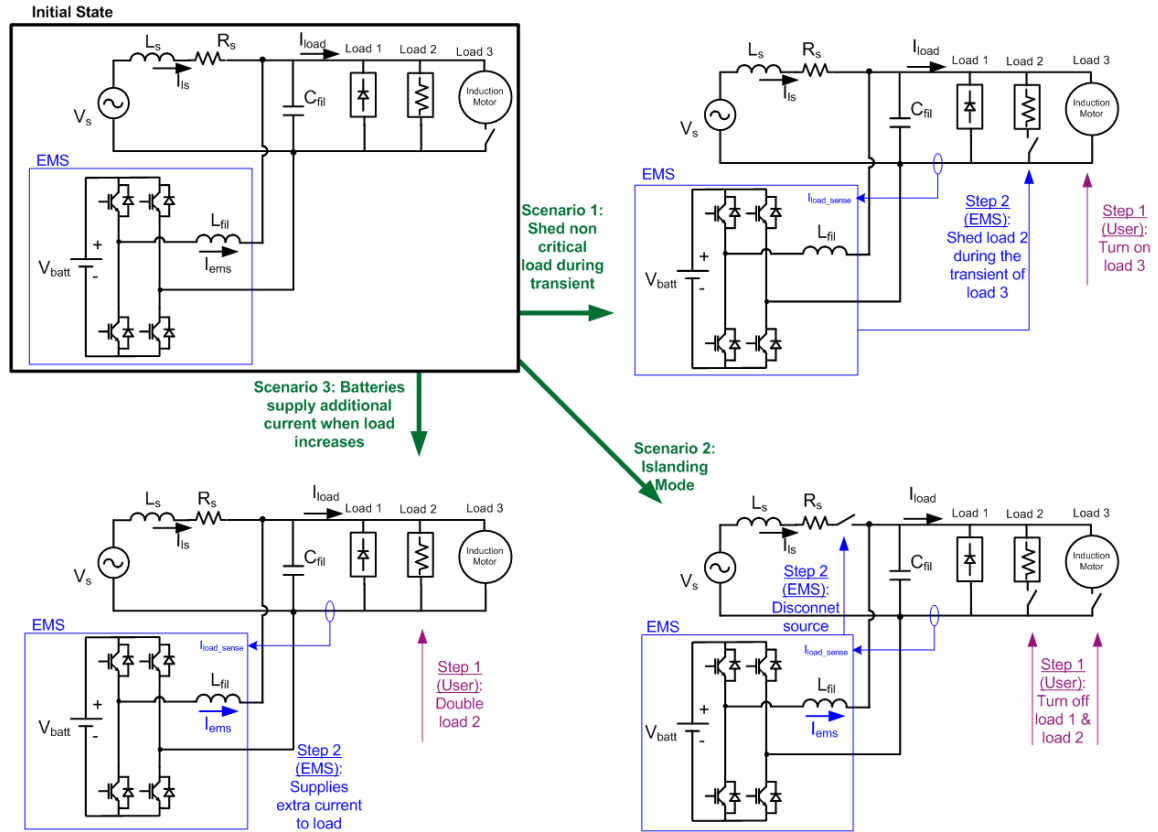 Initial State
Ls
Rs
Iload
Load 1
Load 2
Load 3
Ils
Vs
Cfil
Induction
Motor
EMS
Lfil
Iems
Vbatt
+
-
Scenario 1:
Shed non
critical
load during
transient
Ls
Rs
Iload
Load 1
Load 2
Load 3
Ils
Vs
Cfil
Induction
Motor
EMS
Iload_sense
Lfil
Vbatt
+
-
Step 2
(EMS):
Shed load 2
during the
transient of
load 3
Step 1
(User):
Turn on
load 3
Scenario 3: Batteries
supply additional
current when load
increases
Scenario 2:
Islanding
Mode
Ls
Rs
Iload
Load 1
Load 2
Load 3
Ils
Vs
Cfil
Induction
Motor
EMS
Iload_sense
Lfil
Iems
Vbatt
+
-
Step 1
(User):
Double
load 2
Step 2
(EMS):
Supplies
extra current
to load
Ls
Rs
Iload
Load 1
Load 2
Load 3
Ils
Vs
Cfil
Induction
Motor
Step 2
(EMS):
Disconnet
source
EMS
Iload_sense
Lfil
Iems
Vbatt
+
-
Step 1
(User):
Turn off
load 1 &
load 2